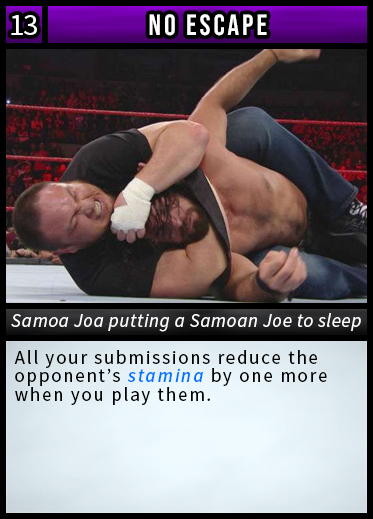 13
NO ESCAPE
Samoa Joa putting a Samoan Joe to sleep
All your submissions reduce the
opponent's stamina by one more
when you play them.